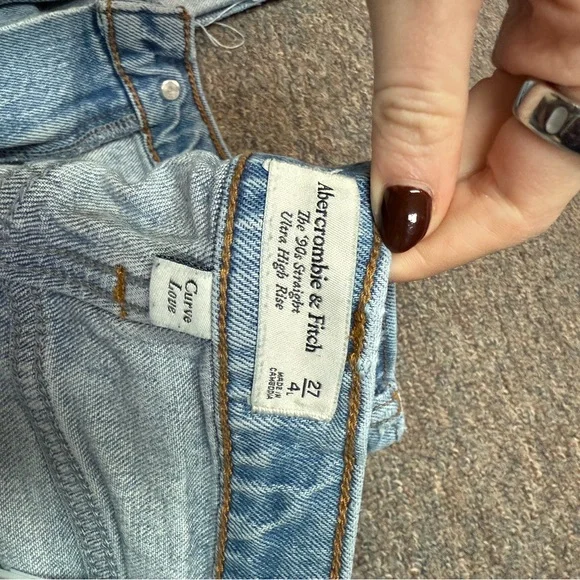 Abercrombie & Fitch
The '90s Straight
Ultra High Rise
27
4L
MADE IN
CAMBODIA
Curve
Love